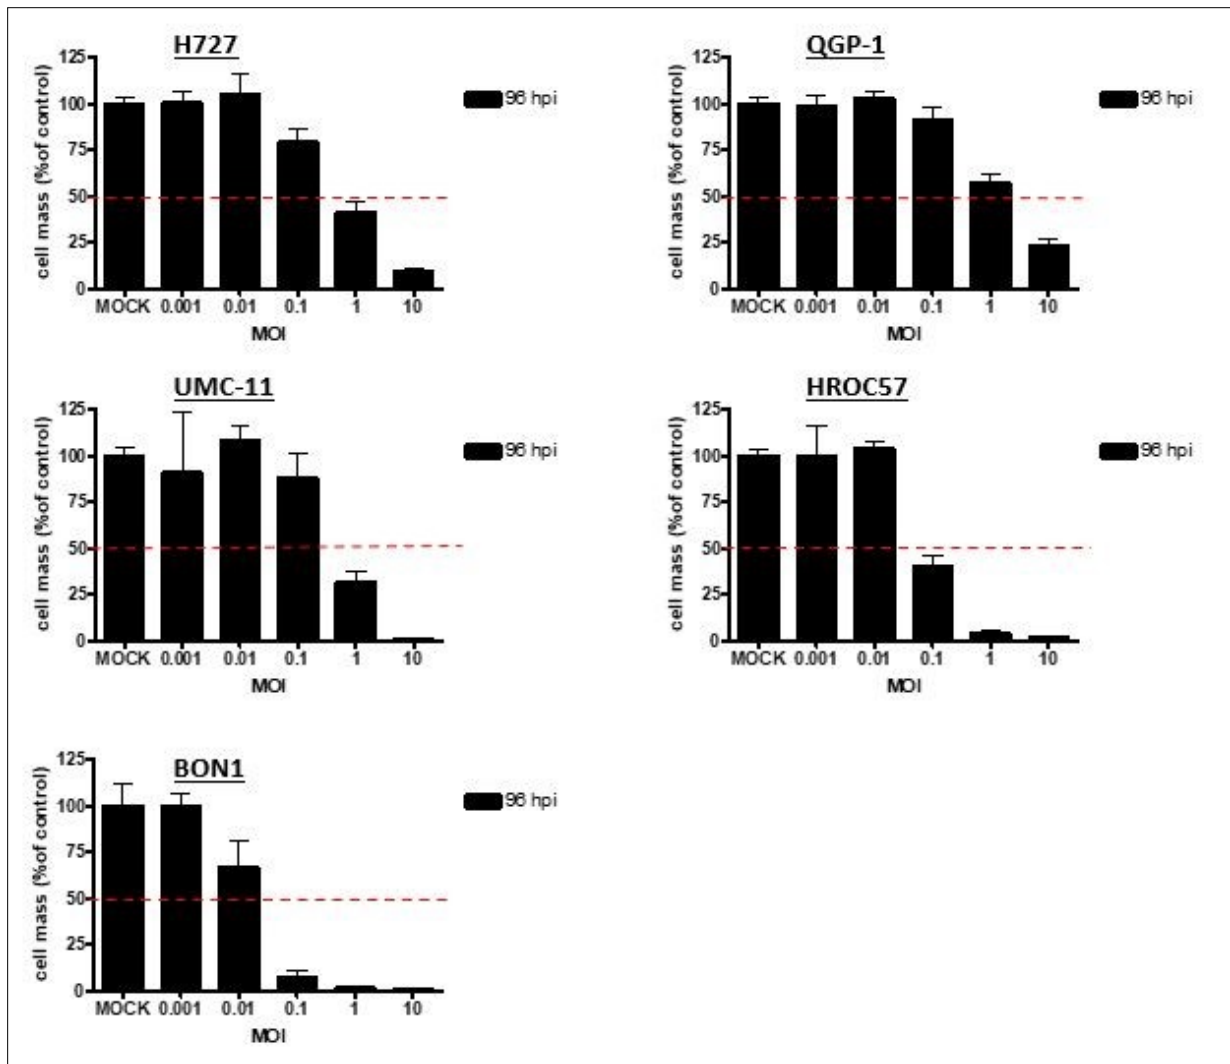 H727
125
100
75
50
25
0
cell mass (%of control)
MOCK 0.001 0.01 0.1 1 10
MOI
96 hpi
QGP-1
125
100
75
50
25
0
cell mass (%of control)
MOCK 0.001 0.01 0.1 1 10
MOI
96 hpi
UMC-11
125
100
75
50
25
0
cell mass (%of control)
MOCK 0.001 0.01 0.1 1 10
MOI
96 hpi
HROC57
125
100
75
50
25
0
cell mass (%of control)
MOCK 0.001 0.01 0.1 1 10
MOI
96 hpi
BON1
125
100
75
50
25
0
cell mass (%of control)
MOCK 0.001 0.01 0.1 1 10
MOI
96 hpi